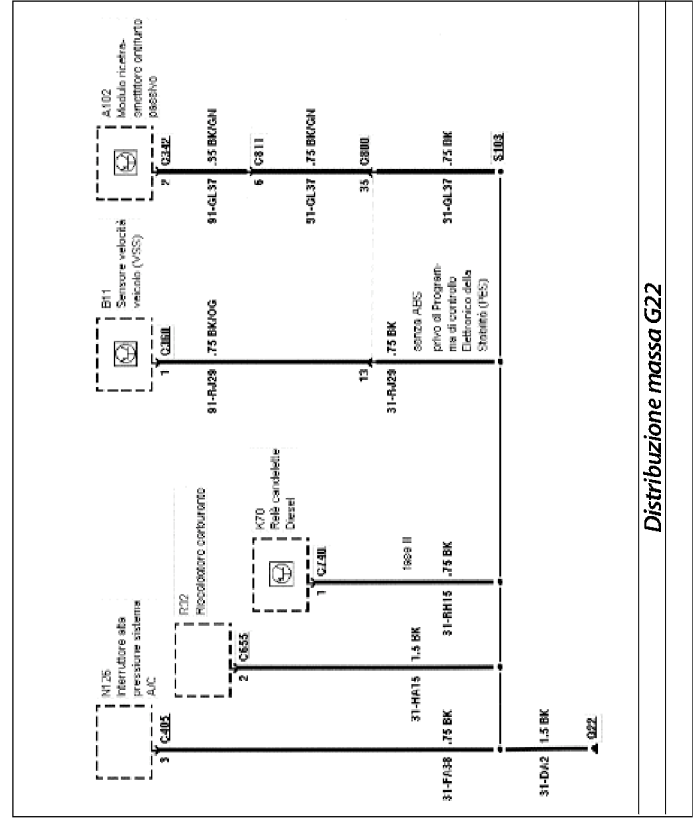 N126
Interruttore alta
pressione sistema
A/C
3
C405
31-FA38
.75 BK
R32
Riscaldatore carburante
2
C655
31-HA15
1.5 BK
K70
Relè candelette
Diesel
1
C740
fase II
31-RH15
.75 BK
B11
Sensore velocità
veicolo (VSS)
1
C360
91-RJ29
.75 BK/OG
13
31-RJ29
.75 BK
senza ABS
privo di Program-
ma di controllo
Elettronico della
Stabilità (PES)
A102
Modulo ricetra-
smettitore antifurto
passivo
2
C342
91-GL37
.35 BK/GN
6
C811
91-GL37
.75 BK/GN
35
C800
31-GL37
.75 BK
S103
31-DA2
1.5 BK
G22
Distribuzione massa G22